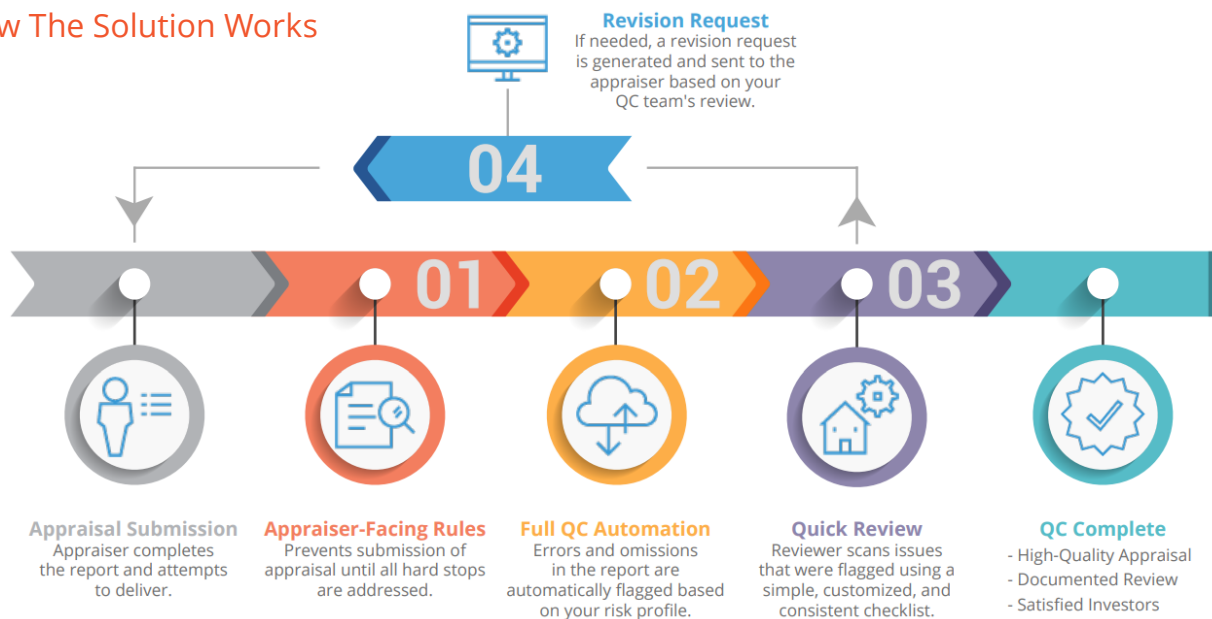 w The Solution Works
Revision Request
If needed, a revision request
is generated and sent to the
appraiser based on your
QC team's review.
04
01
02
03
Appraisal Submission
Appraiser completes
the report and attempts
to deliver.
Appraiser-Facing Rules
Prevents submission of
appraisal until all hard stops
are addressed.
Full QC Automation
Errors and omissions
in the report are
automatically flagged based
on your risk profile.
Quick Review
Reviewer scans issues
that were flagged using a
simple, customized, and
consistent checklist.
QC Complete
- High-Quality Appraisal
- Documented Review
- Satisfied Investors